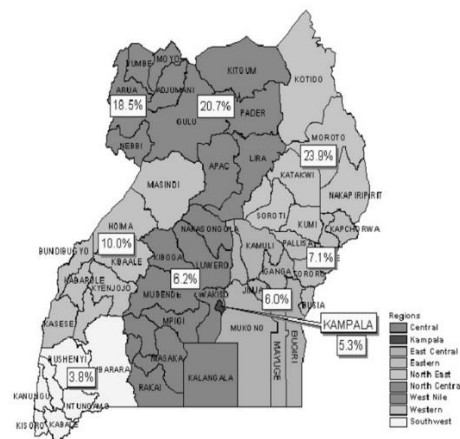 YUMBE
MOYO
ARUA
ADJUMANI
KITGUM
KOTIDO
18.5%
20.7%
GULU
PADER
NEBBI
APAC
LIRA
MOROTO
23.9%
KATAKWI
MASINDI
NAKAPIRIPIRIT
SOROTI
KUMI
KAPCHORWA
HOIMA
NAKASONGOLA
10.0%
KAMULI
PALLISA
BUNDIBUGYO
KIBAALE
KIBOGA
LUWERO
7.1%
KABAROLE
KYENJOJO
6.2%
IGANGA
TORORO
MUBENDE
WAKISO
JINJA
6.0%
BUSIA
KASESE
MPIGI
MUKONO
KAMPALA
5.3%
MAYUGE
BUGIRI
BUSHENYI
MBARARA
MASAKA
3.8%
RAKAI
KALANGALA
KANUNGU
NTUNGAMO
KISORO
KABALE
Regions
Central
Kampala
East Central
Eastern
North East
North Central
West Nile
Western
Southwest